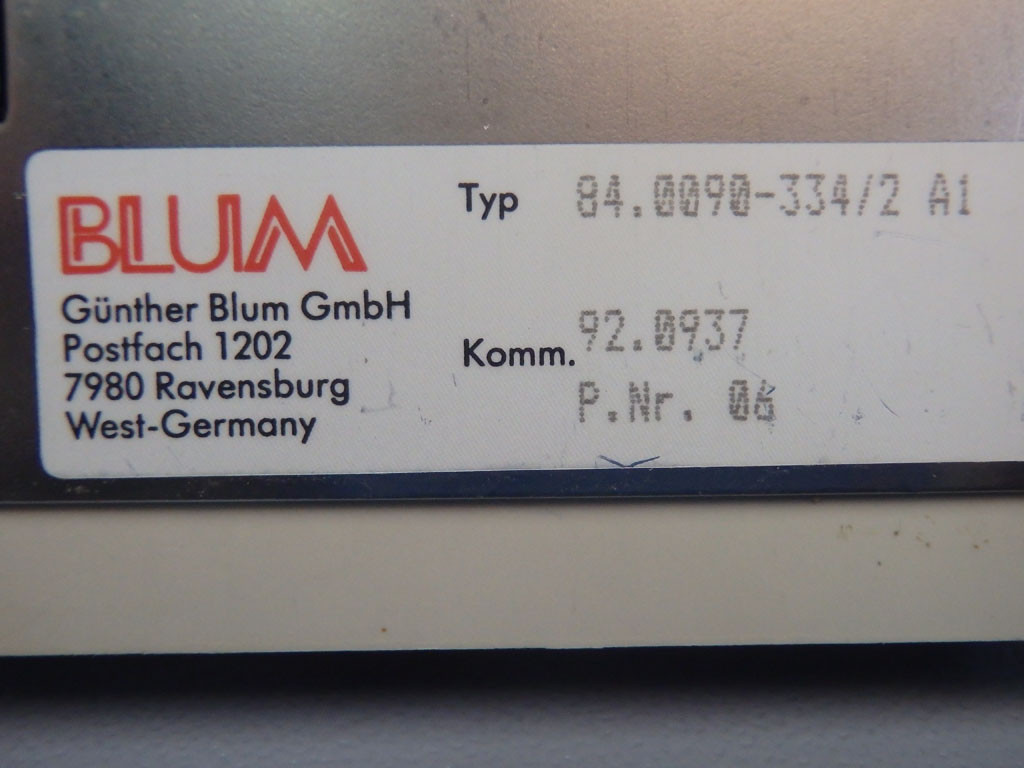 BLUM
Günther Blum GmbH
Postfach 1202
7980 Ravensburg
West-Germany
Typ 84.0090-334/2 A1
Komm. 92.0937
P.Nr.